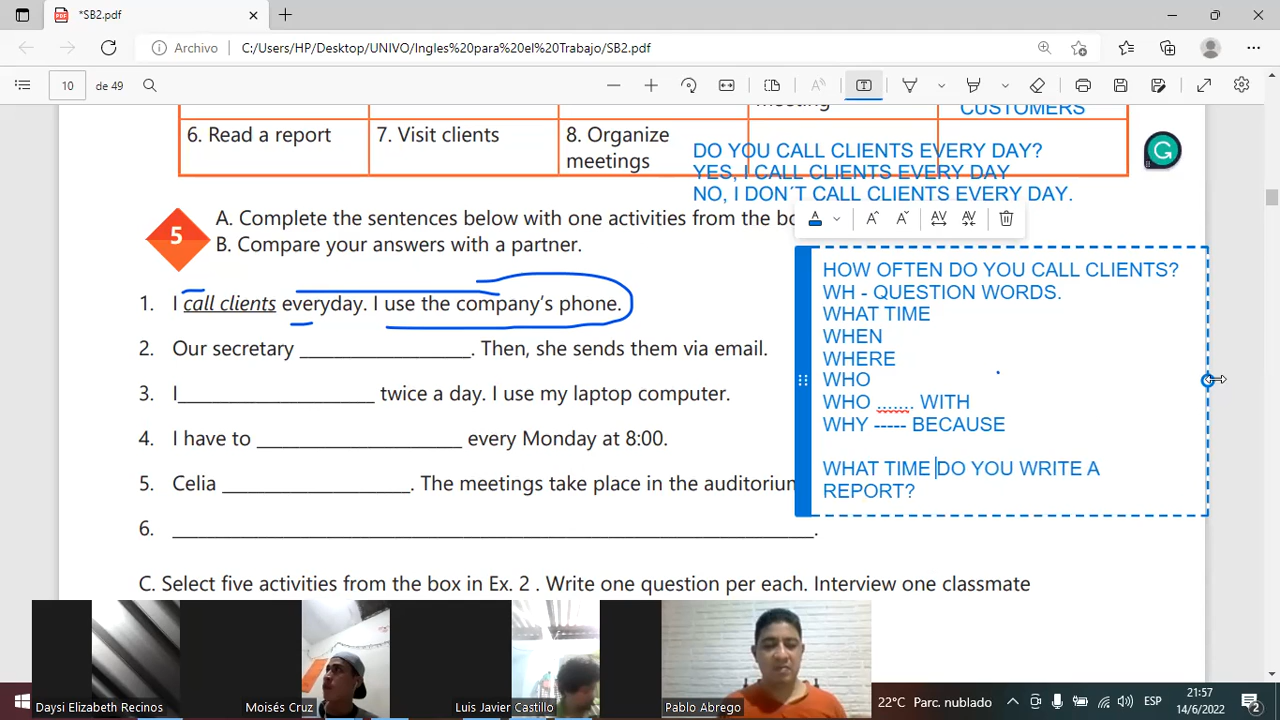 *SB2.pdf
Archivo
C:/Users/HP/Desktop/UNIVO/Ingles%20para%20el%20Trabajo/SB2.pdf
10 de 49
meeting
CUSTOMERS
6. Read a report
7. Visit clients
8. Organize
meetings
DO YOU CALL CLIENTS EVERY DAY?
YES, I CALL CLIENTS EVERY DAY
NO, I DON´T CALL CLIENTS EVERY DAY.
5
A. Complete the sentences below with one activities from the bo
B. Compare your answers with a partner.
1. I call clients everyday. I use the company's phone.
2. Our secretary _________________. Then, she sends them via email.
3. I____________________ twice a day. I use my laptop computer.
4. I have to _____________________ every Monday at 8:00.
5. Celia ___________________. The meetings take place in the auditorium
6. _________________________________________________________________.
HOW OFTEN DO YOU CALL CLIENTS?
WH - QUESTION WORDS.
WHAT TIME
WHEN
WHERE
WHO
WHO ....... WITH
WHY ----- BECAUSE
WHAT TIME DO YOU WRITE A
REPORT?
C. Select five activities from the box in Ex. 2 . Write one question per each. Interview one classmate
Daysi Elizabeth Recino
Moisés Cruz
Luis Javier Castillo
Pablo Abrego
22°C Parc. nublado
ESP
21:57
14/6/2022
2